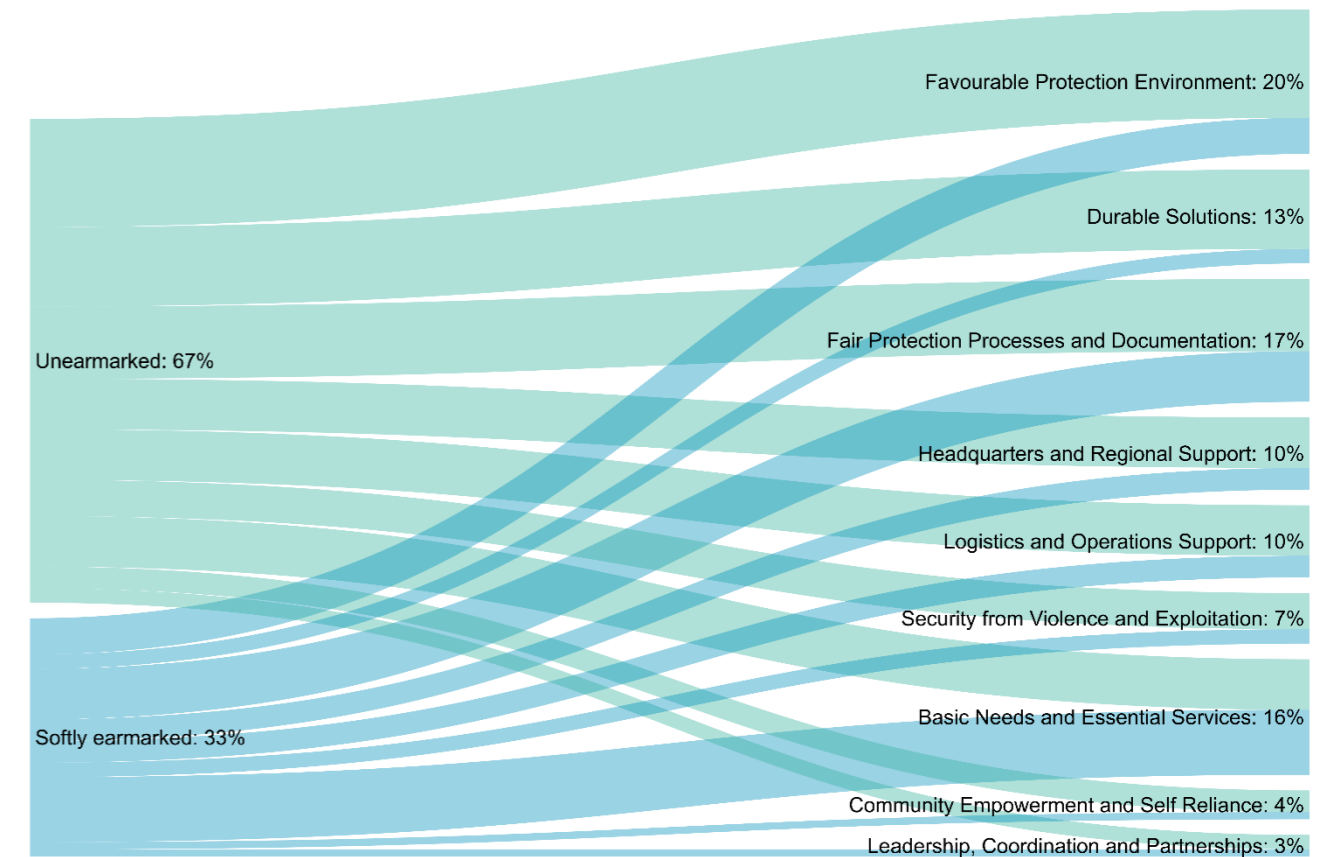 Favourable Protection Environment: 20%
Durable Solutions: 13%
Fair Protection Processes and Documentation: 17%
Unearmarked: 67%
Headquarters and Regional Support: 10%
Logistics and Operations Support: 10%
Security from Violence and Exploitation: 7%
Basic Needs and Essential Services: 16%
Softly earmarked: 33%
Community Empowerment and Self Reliance: 4%
Leadership, Coordination and Partnerships: 3%